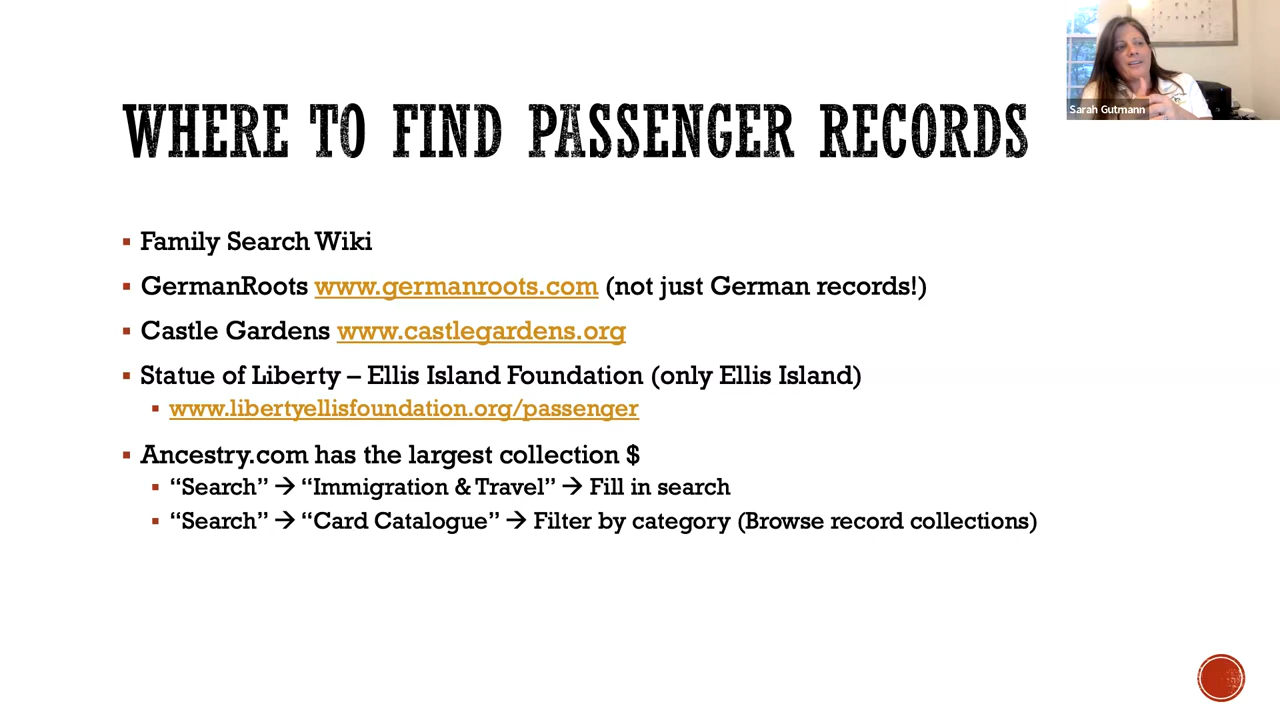 Sarah Gutmann
WHERE TO FIND PASSENGER RECORDS
▪ Family Search Wiki
▪ GermanRoots www.germanroots.com (not just German records!)
▪ Castle Gardens www.castlegardens.org
▪ Statue of Liberty – Ellis Island Foundation (only Ellis Island)
▪ www.libertyellisfoundation.org/passenger
▪ Ancestry.com has the largest collection $
▪ “Search” → “Immigration & Travel” → Fill in search
▪ “Search” → “Card Catalogue” → Filter by category (Browse record collections)